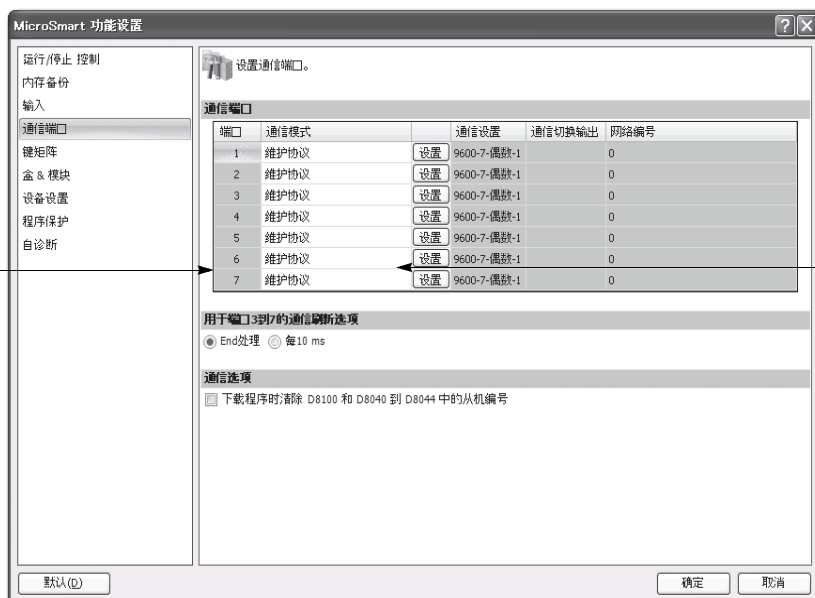 MicroSmart 功能设置
运行/停止 控制
内存备份
输入
通信端口
键矩阵
盒 & 模块
设备设置
程序保护
自诊断
设置通信端口。
通信端口
端口 通信模式 通信设置 通信切换输出 网络编号
1 维护协议 设置 9600-7-偶数-1 0
2 维护协议 设置 9600-7-偶数-1 0
3 维护协议 设置 9600-7-偶数-1 0
4 维护协议 设置 9600-7-偶数-1 0
5 维护协议 设置 9600-7-偶数-1 0
6 维护协议 设置 9600-7-偶数-1 0
7 维护协议 设置 9600-7-偶数-1 0
用于端口3到7的通信刷新选项
End处理 每10 ms
通信选项
下载程序时清除 D8100 和 D8040 到 D8044 中的从机编号
默认(D) 确定 取消